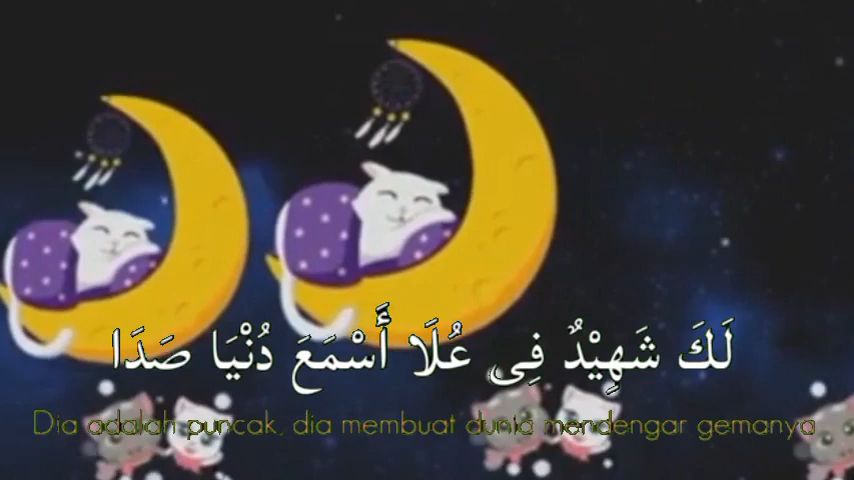 لَكَ شَهِيْدٌ فِى عُلَا أَسْمَعَ دُنْيَا صَدَا
Dia adalah puncak, dia membuat dunia mendengar gemanya